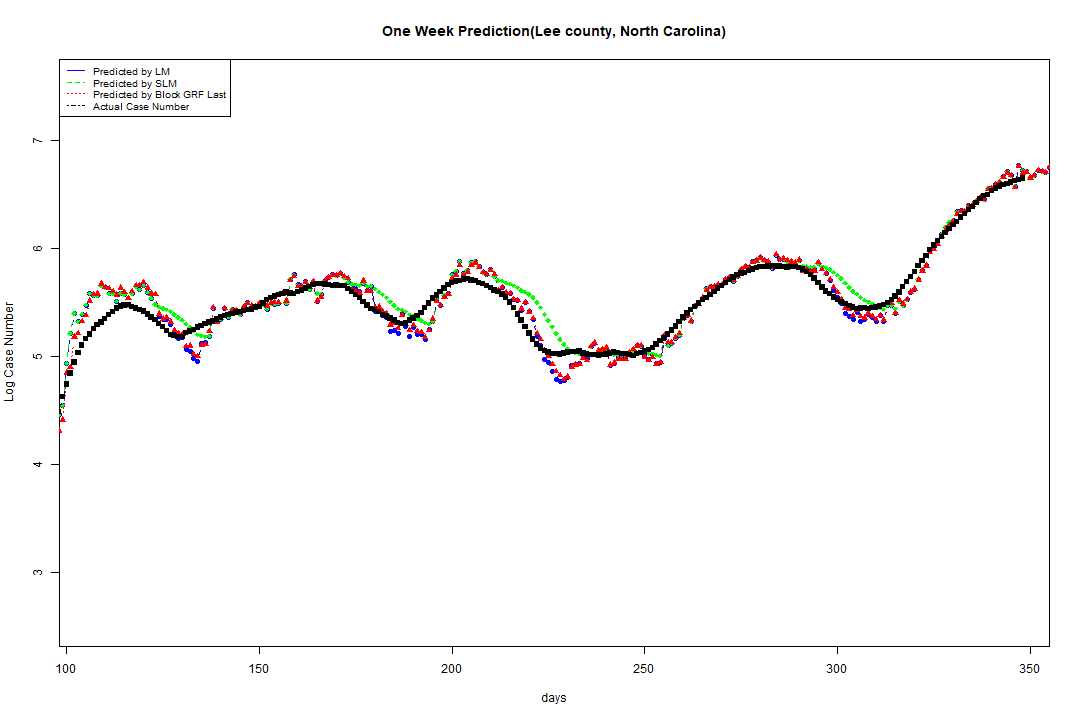 One Week Prediction(Lee county, North Carolina)
Predicted by LM
Predicted by SLM
Predicted by Block GRF Last
Actual Case Number
Log Case Number
7
6
5
4
3
100 150 200 250 300 350
days